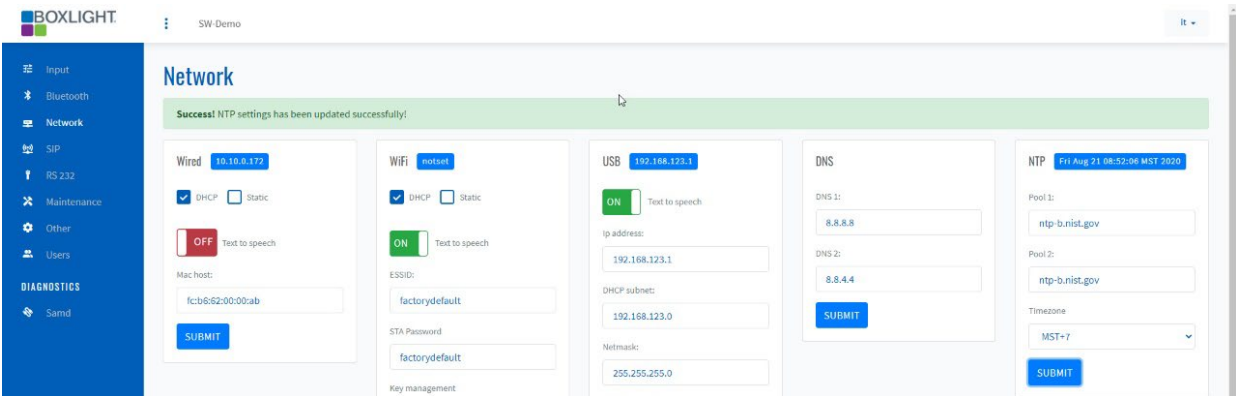 BOXLIGHT
SW-Demo
lt
Input
Bluetooth
Network
SIP
RS 232
Maintenance
Other
Users
DIAGNOSTICS
Samd
Network
Success! NTP settings has been updated successfully!
Wired 10.10.0.172
DHCP Static
OFF Text to speech
Mac host:
fc:b6:62:00:00:ab
SUBMIT
WiFi notset
DHCP Static
ON Text to speech
ESSID:
factorydefault
STA Password
factorydefault
Key management
USB 192.168.123.1
ON Text to speech
Ip address:
192.168.123.1
DHCP subnet:
192.168.123.0
Netmask:
255.255.255.0
DNS
DNS 1:
8.8.8.8
DNS 2:
8.8.4.4
SUBMIT
NTP Fri Aug 21 08:52:06 MST 2020
Pool 1:
ntp-b.nist.gov
Pool 2:
ntp-b.nist.gov
Timezone
MST+7
SUBMIT